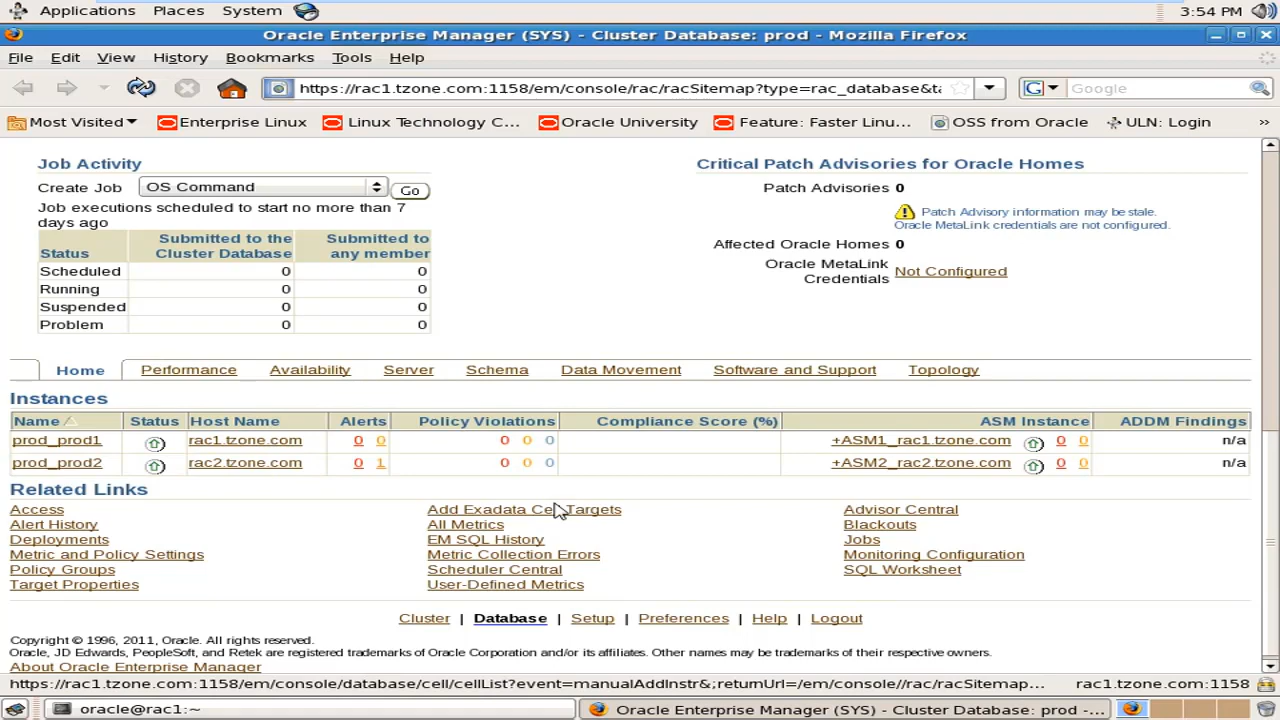 Applications Places System 3:54 PM
Oracle Enterprise Manager (SYS) - Cluster Database: prod - Mozilla Firefox
File Edit View History Bookmarks Tools Help
https://rac1.tzone.com:1158/em/console/rac/racSitemap?type=rac_database&ta Google
Most Visited Enterprise Linux Linux Technology C... Oracle University Feature: Faster Linu... OSS from Oracle ULN: Login »
Job Activity
Create Job OS Command Go
Job executions scheduled to start no more than 7
days ago
Status Submitted to the Cluster Database Submitted to any member
Scheduled 0 0
Running 0 0
Suspended 0 0
Problem 0 0
Critical Patch Advisories for Oracle Homes
Patch Advisories 0
Patch Advisory information may be stale.
Oracle MetaLink credentials are not configured.
Affected Oracle Homes 0
Oracle MetaLink
Credentials Not Configured
Home Performance Availability Server Schema Data Movement Software and Support Topology
Instances
Name Status Host Name Alerts Policy Violations Compliance Score (%) ASM Instance ADDM Findings
prod_prod1 rac1.tzone.com 0 0 0 0 0 +ASM1_rac1.tzone.com 0 0 n/a
prod_prod2 rac2.tzone.com 0 1 0 0 0 +ASM2_rac2.tzone.com 0 0 n/a
Related Links
Access Add Exadata Targets Advisor Central
Alert History All Metrics Blackouts
Deployments EM SQL History Jobs
Metric and Policy Settings Metric Collection Errors Monitoring Configuration
Policy Groups Scheduler Central SQL Worksheet
Target Properties User-Defined Metrics
Cluster | Database | Setup | Preferences | Help | Logout
Copyright © 1996, 2011, Oracle. All rights reserved.
Oracle, JD Edwards, PeopleSoft, and Retek are registered trademarks of Oracle Corporation and/or its affiliates. Other names may be trademarks of their respective owners.
About Oracle Enterprise Manager
https://rac1.tzone.com:1158/em/console/database/cell/cellList?event=manualAddInstr&;returnUrl=/em/console//rac/racSitemap... rac1.tzone.com:1158
oracle@rac1:~ Oracle Enterprise Manager (SYS) - Cluster Database: prod -...